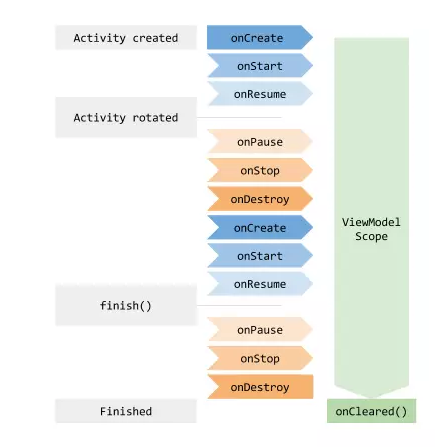 Activity created
onCreate
onStart
onResume
Activity rotated
onPause
onStop
onDestroy
onCreate
onStart
onResume
finish()
onPause
onStop
onDestroy
Finished
ViewModel
Scope
onCleared()